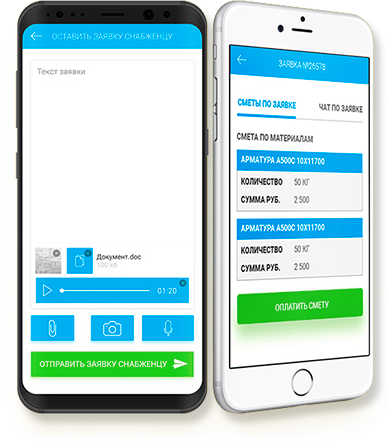 ОСТАВИТЬ ЗАЯВКУ СНАБЖЕНЦУ
Текст заявки
Документ.doc
100 кб
01:20
ОТПРАВИТЬ ЗАЯВКУ СНАБЖЕНЦУ
ЗАЯВКА №26578
СМЕТЫ ПО ЗАЯВКЕ
ЧАТ ПО ЗАЯВКЕ
СМЕТА ПО МАТЕРИАЛАМ
АРМАТУРА А500С 10Х11700
КОЛИЧЕСТВО 50 КГ
СУММА РУБ. 2 500
АРМАТУРА А500С 10Х11700
КОЛИЧЕСТВО 50 КГ
СУММА РУБ. 2 500
ОПЛАТИТЬ СМЕТУ